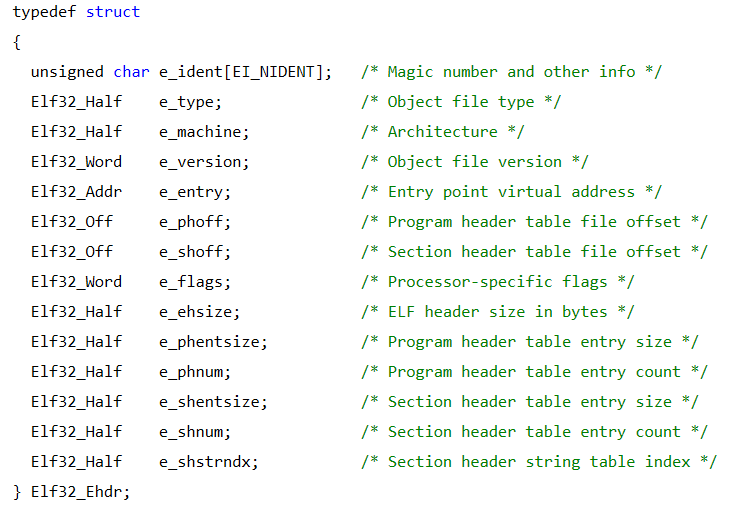 typedef struct
{
  unsigned char e_ident[EI_NIDENT];   /* Magic number and other info */
  Elf32_Half    e_type;               /* Object file type */
  Elf32_Half    e_machine;            /* Architecture */
  Elf32_Word    e_version;            /* Object file version */
  Elf32_Addr    e_entry;              /* Entry point virtual address */
  Elf32_Off     e_phoff;              /* Program header table file offset */
  Elf32_Off     e_shoff;              /* Section header table file offset */
  Elf32_Word    e_flags;              /* Processor-specific flags */
  Elf32_Half    e_ehsize;             /* ELF header size in bytes */
  Elf32_Half    e_phentsize;          /* Program header table entry size */
  Elf32_Half    e_phnum;              /* Program header table entry count */
  Elf32_Half    e_shentsize;          /* Section header table entry size */
  Elf32_Half    e_shnum;              /* Section header table entry count */
  Elf32_Half    e_shstrndx;           /* Section header string table index */
} Elf32_Ehdr;